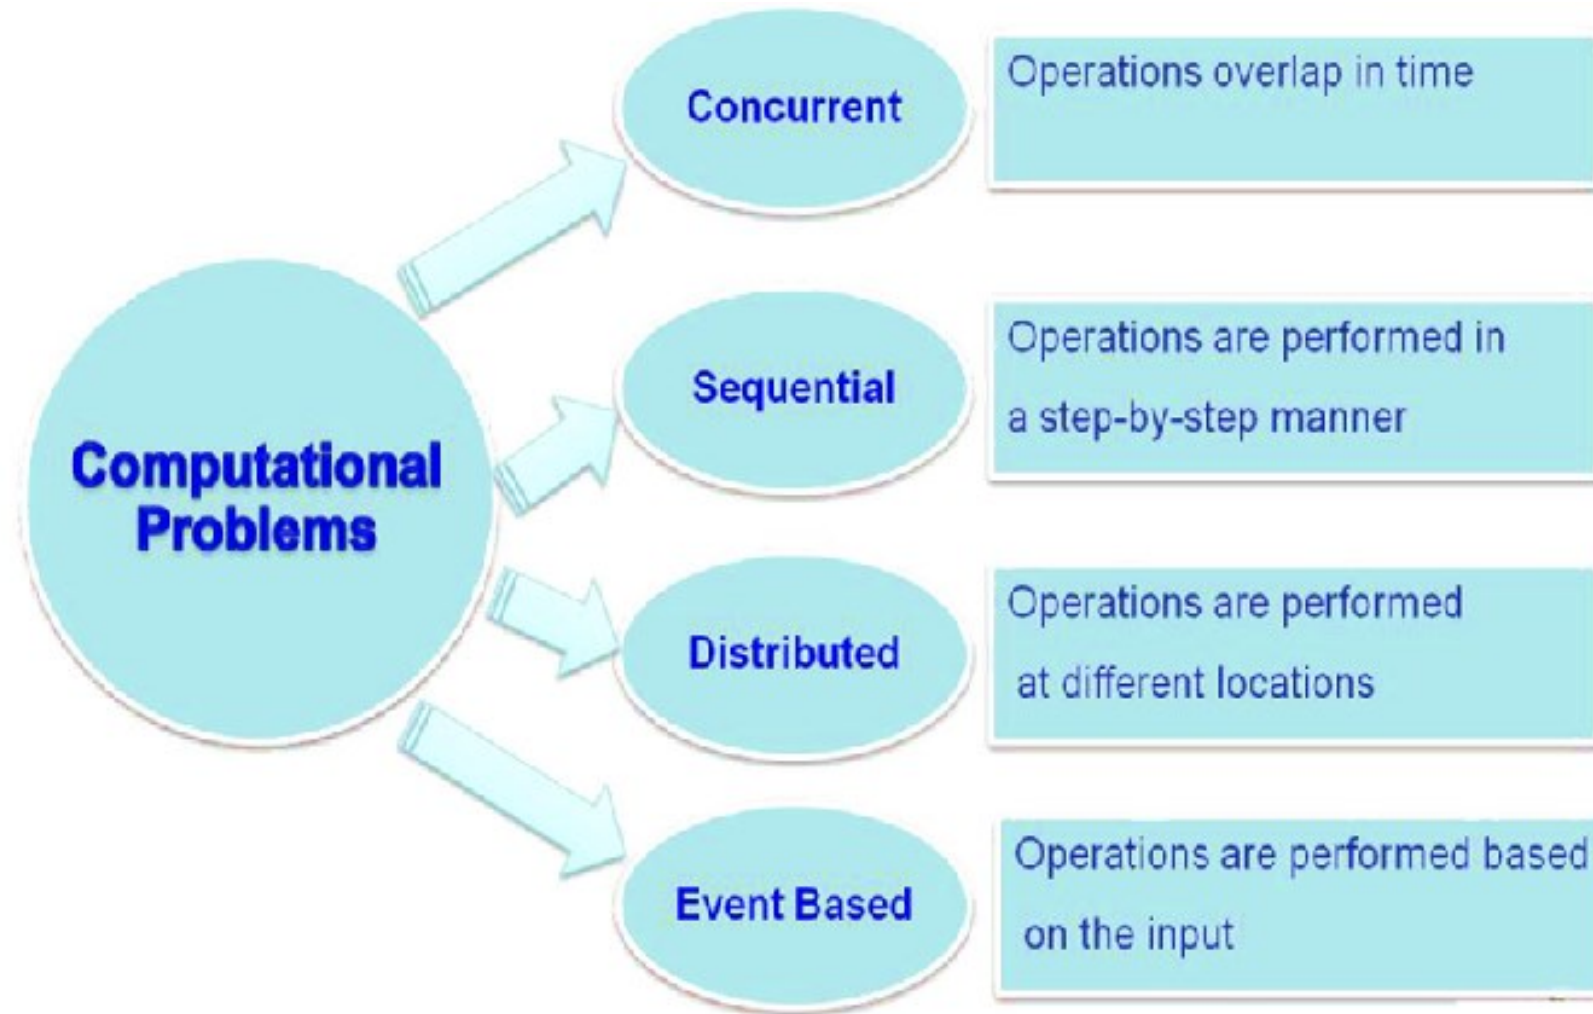 Concurrent
Operations overlap in time
Sequential
Operations are performed in
a step-by-step manner
Computational
Problems
Distributed
Operations are performed
at different locations
Event Based
Operations are performed based
on the input